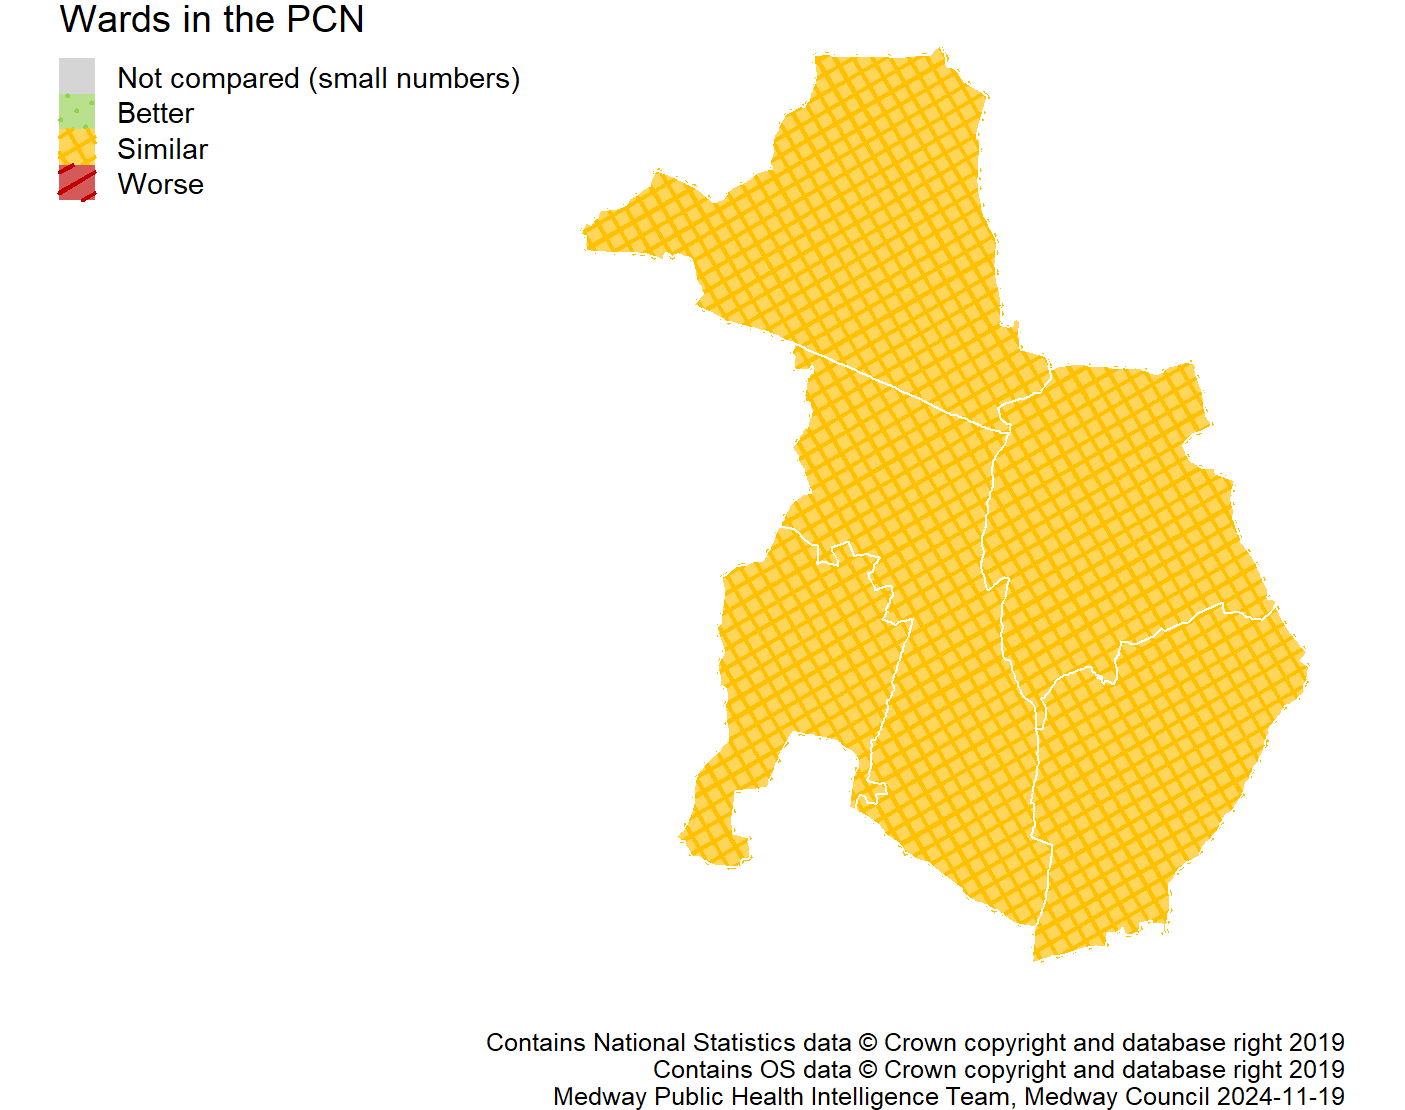 Wards in the PCN
Not compared (small numbers)
Better
Similar
Worse
Contains National Statistics data © Crown copyright and database right 2019
Contains OS data © Crown copyright and database right 2019
Medway Public Health Intelligence Team, Medway Council 2024-11-19